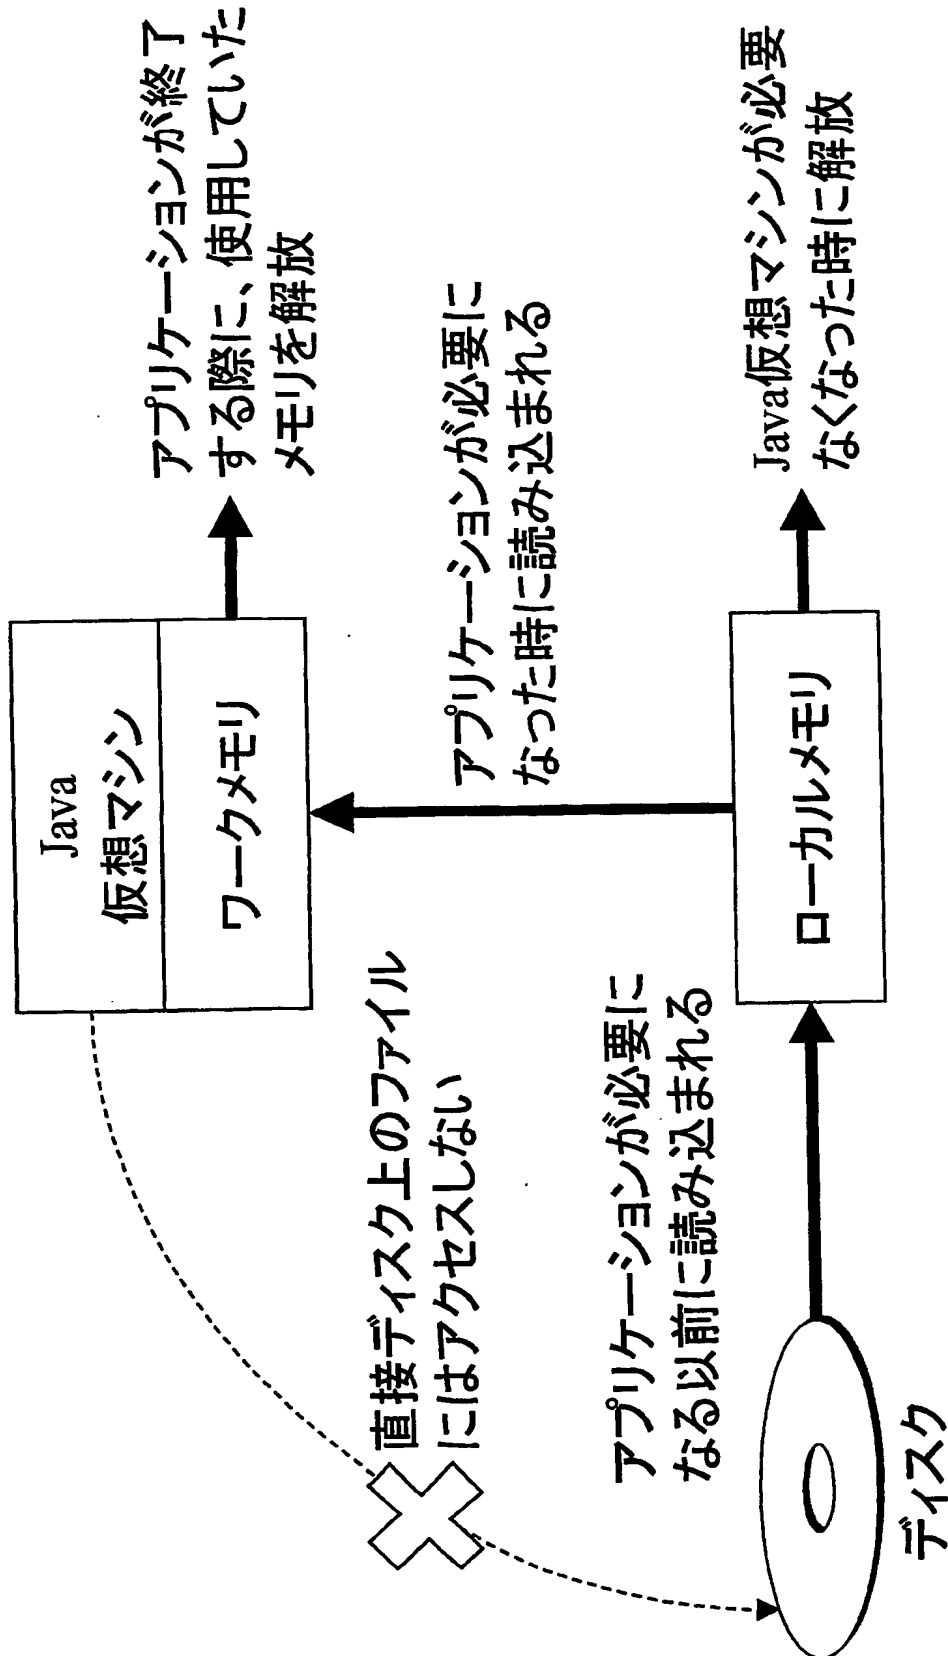 Java
仮想マシン
ワークメモリ
アプリケーションが終了
する際に、使用していた
メモリを解放
直接ディスク上のファイル
にはアクセスしない
アプリケーションが必要に
なった時に読み込まれる
アプリケーションが必要に
なる以前に読み込まれる
ディスク
ローカルメモリ
Java仮想マシンが必要
なくなった時に解放